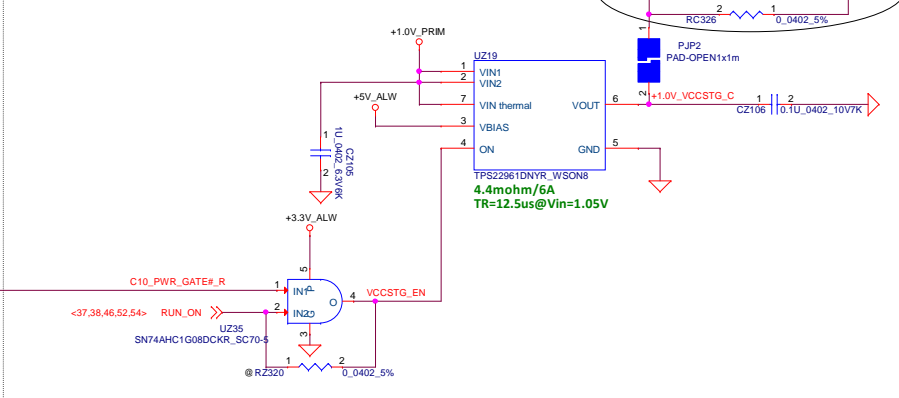 2 1
RC326 0_0402_5%
+1.0V_PRIM
1
PJP2
PAD-OPEN1x1m
2
UZ19
1 VIN1
2 VIN2
7 VIN thermal
3 VBIAS
4 ON
VOUT 6
GND 5
+1.0V_VCCSTG_C
1 2
CZ106 0.1U_0402_10V7K
+5V_ALW
1
2
CZ105
1U_0402_6.3V6K
TPS22961DNYR_WSON8
4.4mohm/6A
TR=12.5us@Vin=1.05V
+3.3V_ALW
5
C10_PWR_GATE#_R
1 IN1 P
O 4
VCCSTG_EN
<37,38,46,52,54> RUN_ON
2 IN2 G
3
UZ35
SN74AHC1G08DCKR_SC70-5
1 2
@ RZ320 0_0402_5%